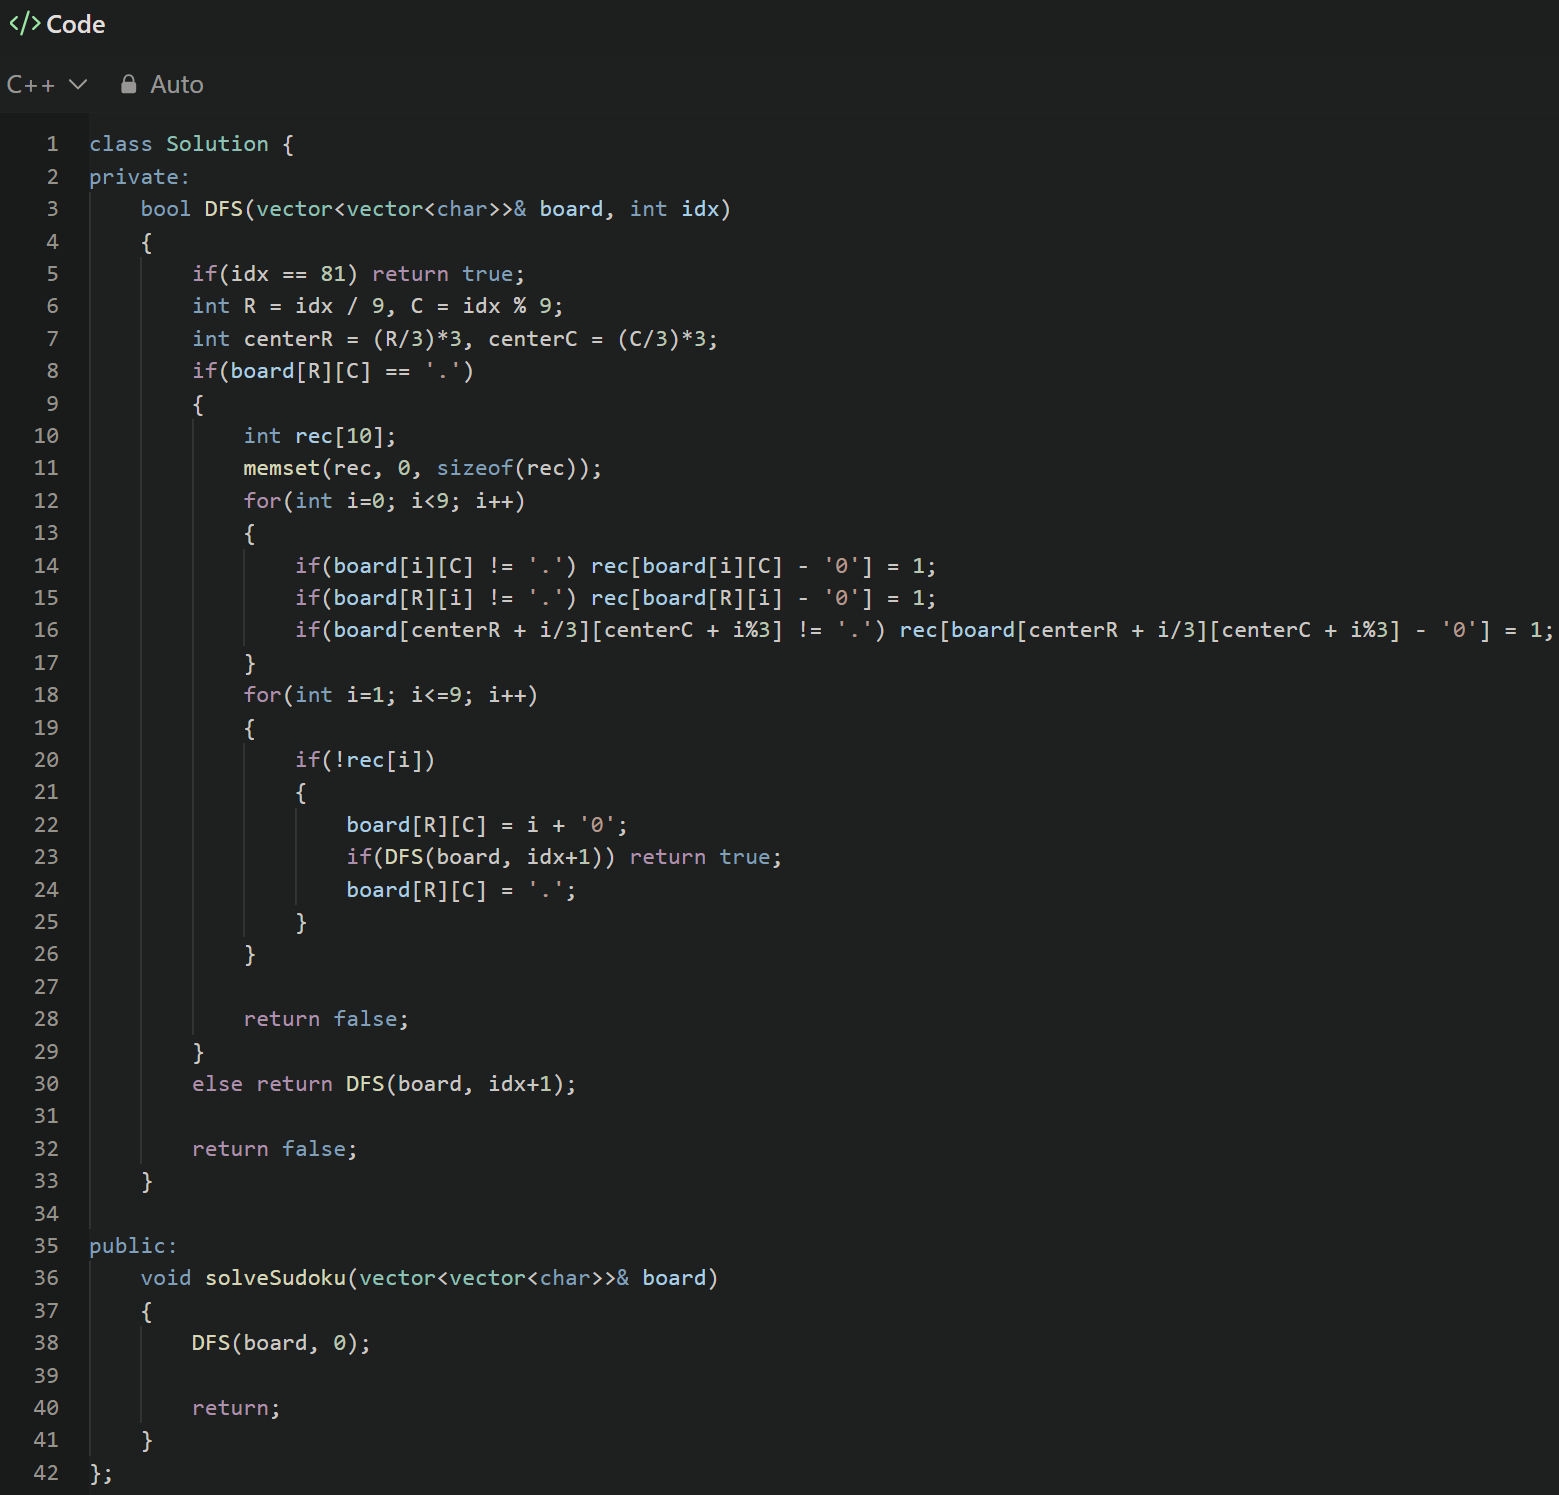 </> Code
C++ Auto
1 class Solution {
2 private:
3     bool DFS(vector<vector<char>>& board, int idx)
4     {
5         if(idx == 81) return true;
6         int R = idx / 9, C = idx % 9;
7         int centerR = (R/3)*3, centerC = (C/3)*3;
8         if(board[R][C] == '.')
9         {
10             int rec[10];
11             memset(rec, 0, sizeof(rec));
12             for(int i=0; i<9; i++)
13             {
14                 if(board[i][C] != '.') rec[board[i][C] - '0'] = 1;
15                 if(board[R][i] != '.') rec[board[R][i] - '0'] = 1;
16                 if(board[centerR + i/3][centerC + i%3] != '.') rec[board[centerR + i/3][centerC + i%3] - '0'] = 1;
17             }
18             for(int i=1; i<=9; i++)
19             {
20                 if(!rec[i])
21                 {
22                     board[R][C] = i + '0';
23                     if(DFS(board, idx+1)) return true;
24                     board[R][C] = '.';
25                 }
26             }
27
28             return false;
29         }
30         else return DFS(board, idx+1);
31
32         return false;
33     }
34
35 public:
36     void solveSudoku(vector<vector<char>>& board)
37     {
38         DFS(board, 0);
39
40         return;
41     }
42 };